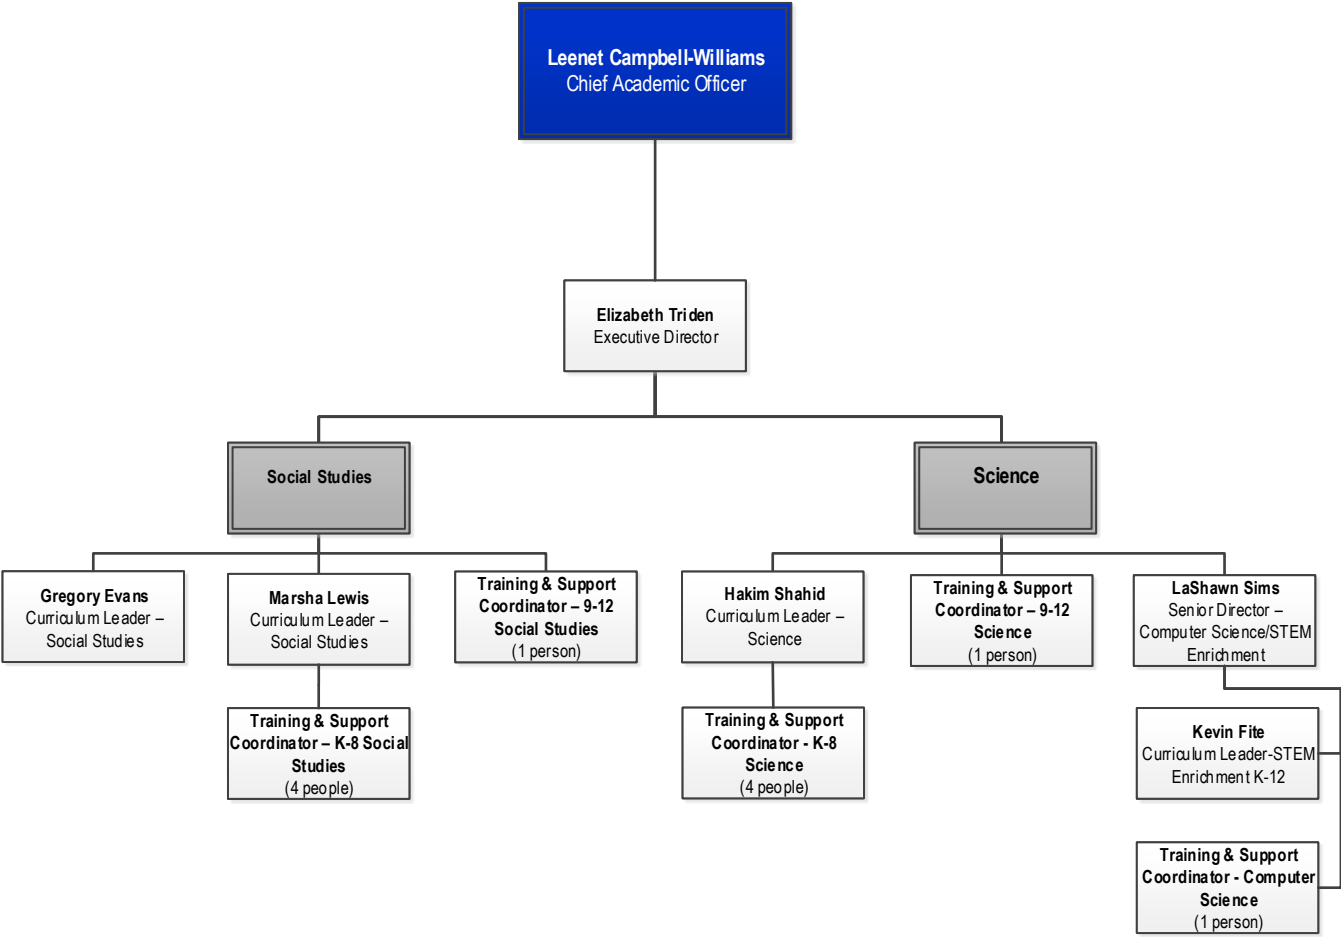 Leenet Campbell-Williams
Chief Academic Officer
Elizabeth Triden
Executive Director
Social Studies
Science
Gregory Evans
Curriculum Leader –
Social Studies
Marsha Lewis
Curriculum Leader –
Social Studies
Training & Support
Coordinator – 9-12
Social Studies
(1 person)
Hakim Shahid
Curriculum Leader –
Science
Training & Support
Coordinator – 9-12
Science
(1 person)
LaShawn Sims
Senior Director –
Computer Science/STEM
Enrichment
Training & Support
Coordinator – K-8 Social
Studies
(4 people)
Training & Support
Coordinator - K-8
Science
(4 people)
Kevin Fite
Curriculum Leader-STEM
Enrichment K-12
Training & Support
Coordinator - Computer
Science
(1 person)